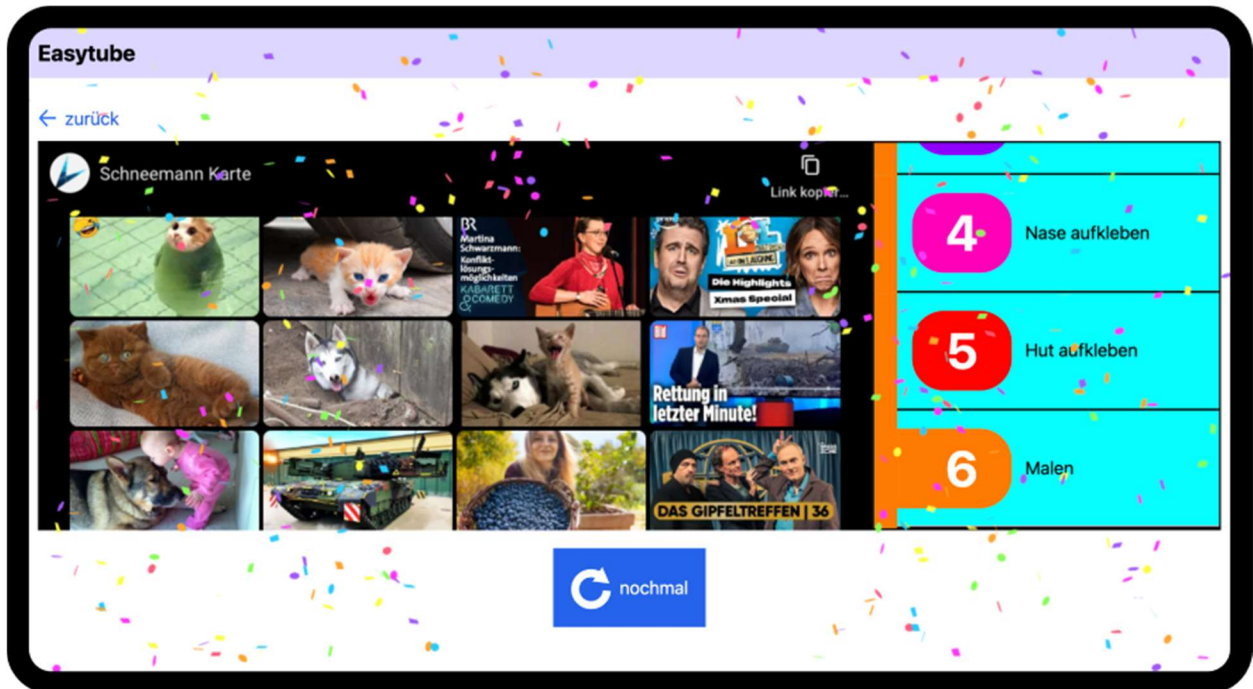 Easytube
← zurück
Schneemann Karte
Link kopier...
BR
Martina
Schwarzmann:
Konflikt-
lösungs-
möglichkeiten
KABARETT
& COMEDY
Die Highlights
Xmas Special
Rettung in
letzter Minute!
DAS GIPFELTREFFEN | 36
4 Nase aufkleben
5 Hut aufkleben
6 Malen
nochmal